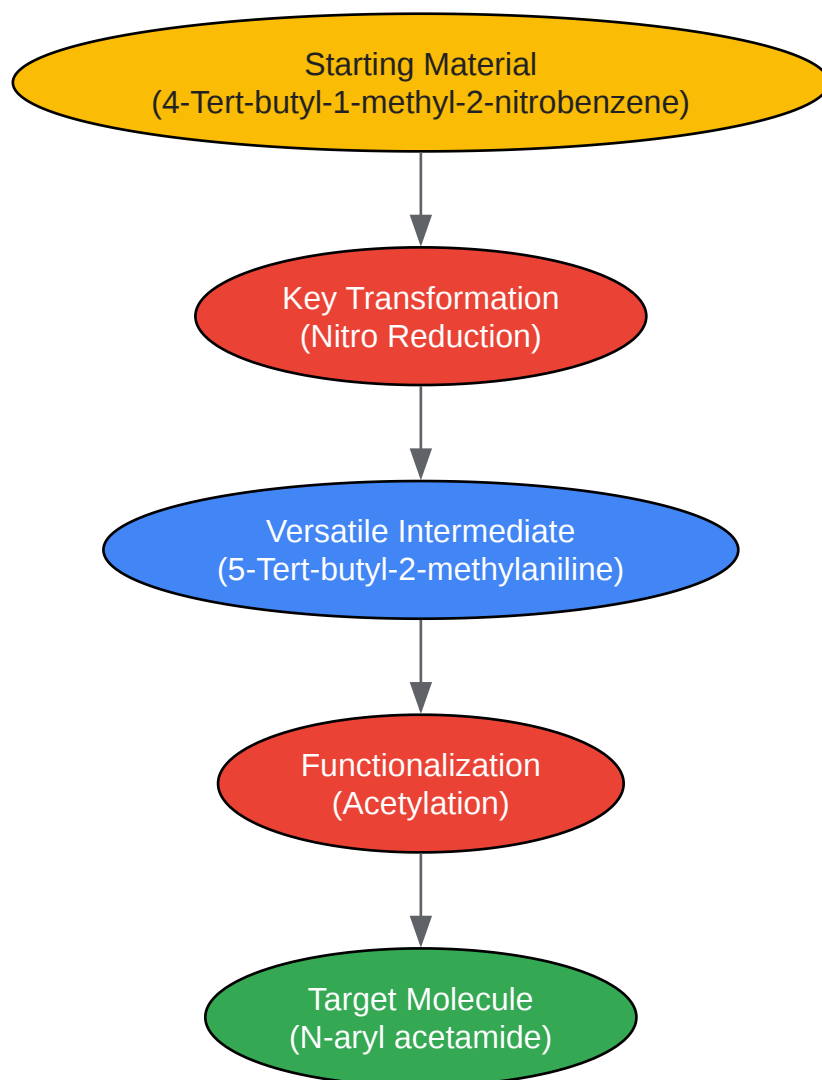 Starting Material
(4-Tert-butyl-1-methyl-2-nitrobenzene)
Key Transformation
(Nitro Reduction)
Versatile Intermediate
(5-Tert-butyl-2-methylaniline)
Functionalization
(Acetylation)
Target Molecule
(N-aryl acetamide)